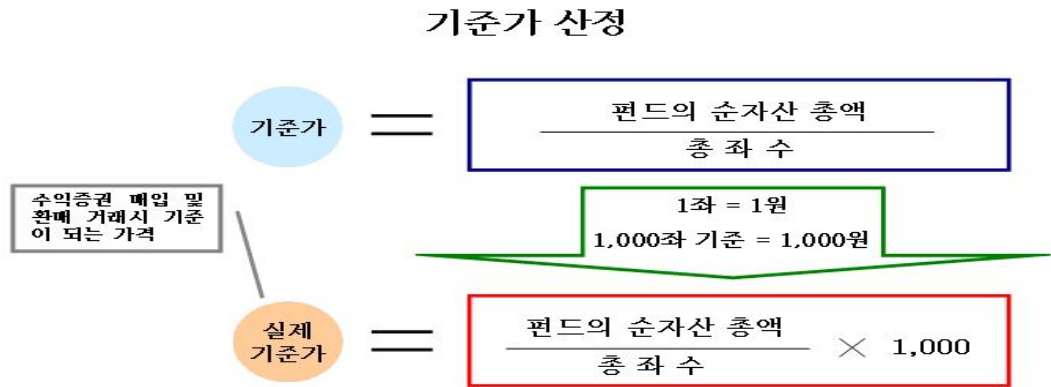 기준가 산정
기준가
펀드의 순자산 총액
총 좌 수
수익증권 매입 및
환매 거래시 기준
이 되는 가격
1좌 = 1원
1,000좌 기준 = 1,000원
실제
기준가
펀드의 순자산 총액
총 좌 수
× 1,000